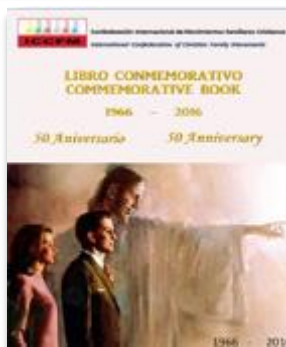 Confederación Internacional de Movimientos Familiares Cristianos
ICCFM
International Confederation of Christian Family Movements
LIBRO CONMEMORATIVO
COMMEMORATIVE BOOK
1966 - 2016
50 Aniversario 50 Anniversary
1966 - 2016